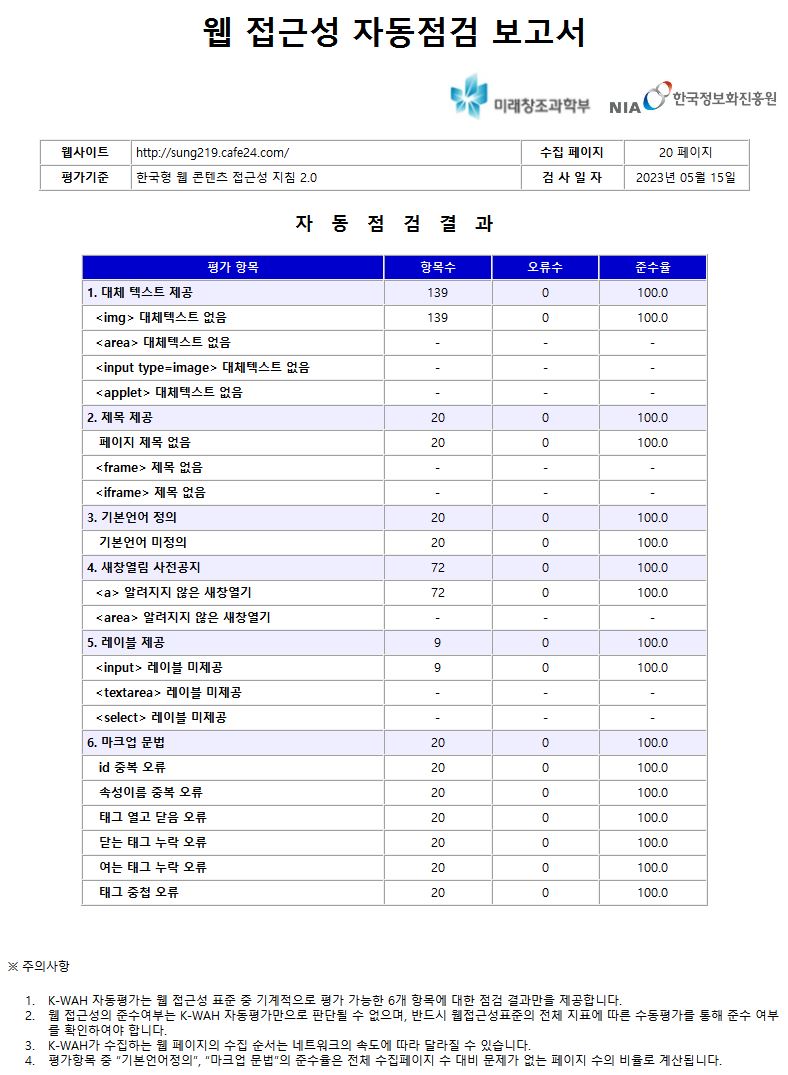 웹 접근성 자동점검 보고서
미래창조과학부 NIA 한국정보화진흥원
웹사이트 http://sung219.cafe24.com/ 수집 페이지 20 페이지
평가기준 한국형 웹 콘텐츠 접근성 지침 2.0 검 사 일 자 2023년 05월 15일
자 동 점 검 결 과
평가 항목 항목수 오류수 준수율
1. 대체 텍스트 제공 139 0 100.0
<img> 대체텍스트 없음 139 0 100.0
<area> 대체텍스트 없음 - - -
<input type=image> 대체텍스트 없음 - - -
<applet> 대체텍스트 없음 - - -
2. 제목 제공 20 0 100.0
페이지 제목 없음 20 0 100.0
<frame> 제목 없음 - - -
<iframe> 제목 없음 - - -
3. 기본언어 정의 20 0 100.0
기본언어 미정의 20 0 100.0
4. 새창열림 사전공지 72 0 100.0
<a> 알려지지 않은 새창열기 72 0 100.0
<area> 알려지지 않은 새창열기 - - -
5. 레이블 제공 9 0 100.0
<input> 레이블 미제공 9 0 100.0
<textarea> 레이블 미제공 - - -
<select> 레이블 미제공 - - -
6. 마크업 문법 20 0 100.0
id 중복 오류 20 0 100.0
속성이름 중복 오류 20 0 100.0
태그 열고 닫음 오류 20 0 100.0
닫는 태그 누락 오류 20 0 100.0
여는 태그 누락 오류 20 0 100.0
태그 중첩 오류 20 0 100.0
※ 주의사항
1. K-WAH 자동평가는 웹 접근성 표준 중 기계적으로 평가 가능한 6개 항목에 대한 점검 결과만을 제공합니다.
2. 웹 접근성의 준수여부는 K-WAH 자동평가만으로 판단될 수 없으며, 반드시 웹접근성표준의 전체 지표에 따른 수동평가를 통해 준수 여부
를 확인하여야 합니다.
3. K-WAH가 수집하는 웹 페이지의 수집 순서는 네트워크의 속도에 따라 달라질 수 있습니다.
4. 평가항목 중 “기본언어정의”, “마크업 문법”의 준수율은 전체 수집페이지 수 대비 문제가 없는 페이지 수의 비율로 계산됩니다.